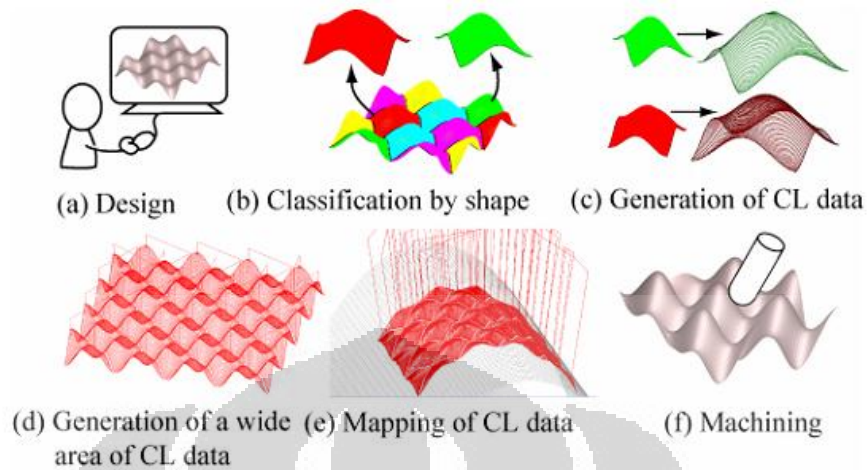 (a) Design
(b) Classification by shape
(c) Generation of CL data
(d) Generation of a wide
area of CL data
(e) Mapping of CL data
(f) Machining